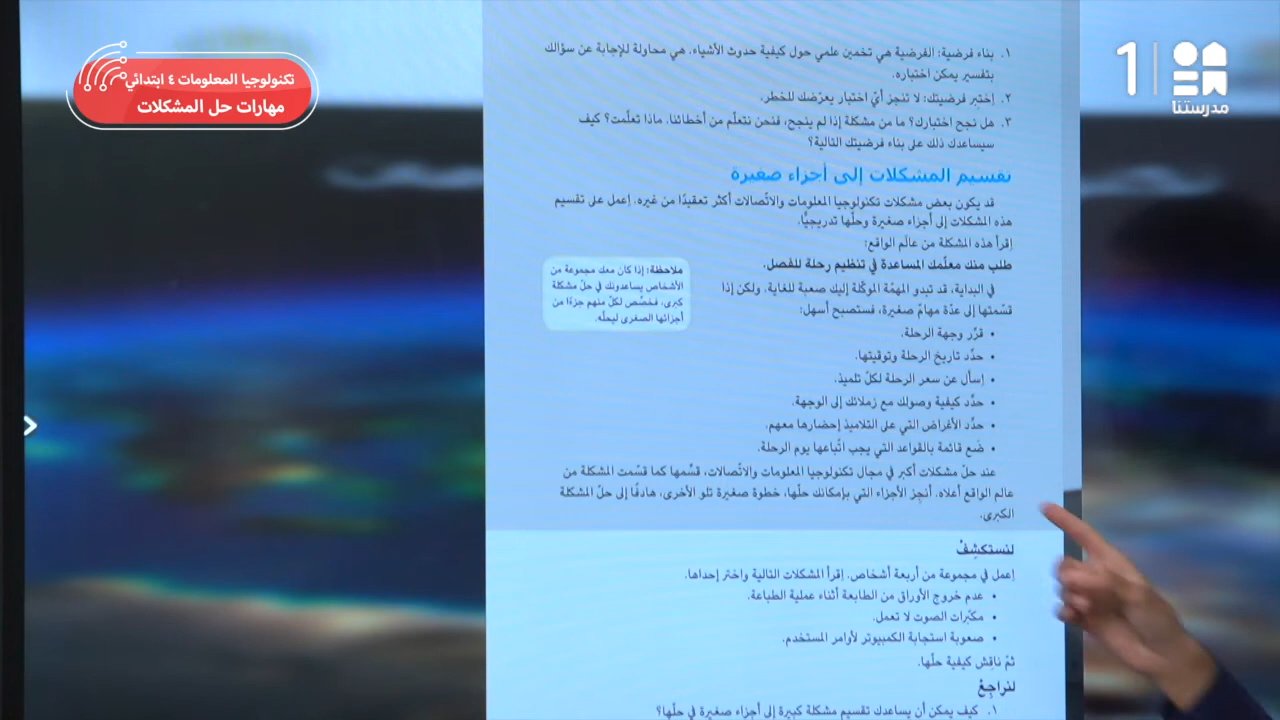 تكنولوجيا المعلومات ٤ ابتدائي
مهارات حل المشكلات
1
مدرستنا
١. بناء فرضية: الفرضية هي تخمين علمي حول كيفية حدوث الأشياء. هي محاولة للإجابة عن سؤالك
بتفسير يمكن اختباره.
٢. إختبِر فرضيتك: لا تنجز أيّ اختبار يعرّضك للخطر.
٣. هل نجح اختبارك؟ ما من مشكلة إذا لم ينجح، فنحن نتعلّم من أخطائنا. ماذا تعلّمت؟ كيف
سيساعدك ذلك على بناء فرضيتك التالية؟
تقسيم المشكلات إلى أجزاء صغيرة
قد يكون بعض مشكلات تكنولوجيا المعلومات والاتّصالات أكثر تعقيدًا من غيره. إعمل على تقسيم
هذه المشكلات إلى أجزاء صغيرة وحلّها تدريجيًّا.
إقرأ هذه المشكلة من عالم الواقع:
طلب منك معلّمك المساعدة في تنظيم رحلة للفصل.
في البداية، قد تبدو المهمّة الموكّلة إليك صعبة للغاية. ولكن إذا
قسّمتها إلى عدّة مهامّ صغيرة، فستصبح أسهل:
ملاحظة: إذا كان معك مجموعة من
الأشخاص يساعدونك في حلّ مشكلة
كبرى، فخصّص لكلّ منهم جزءًا من
أجزائها الصغرى ليحلّه.
• قرّر وجهة الرحلة.
• حدّد تاريخ الرحلة وتوقيتها.
• إسأل عن سعر الرحلة لكلّ تلميذ.
• حدّد كيفية وصولك مع زملائك إلى الوجهة.
• حدّد الأغراض التي على التلاميذ إحضارها معهم.
• ضَع قائمة بالقواعد التي يجب اتّباعها يوم الرحلة.
عند حلّ مشكلات أكبر في مجال تكنولوجيا المعلومات والاتّصالات، قسّمها كما قسّمت المشكلة من
عالم الواقع أعلاه. أنجِز الأجزاء التي بإمكانك حلّها، خطوة صغيرة تلو الأخرى، هادفًا إلى حلّ المشكلة
الكبرى.
لنستكشِفْ
إعمل في مجموعة من أربعة أشخاص. إقرأ المشكلات التالية واختر إحداها.
• عدم خروج الأوراق من الطابعة أثناء عملية الطباعة.
• مكبّرات الصوت لا تعمل.
• صعوبة استجابة الكمبيوتر لأوامر المستخدم.
ثمّ ناقِش كيفية حلّها.
لنراجِعْ
١. كيف يمكن أن يساعدك تقسيم مشكلة كبيرة إلى أجزاء صغيرة في حلّها؟